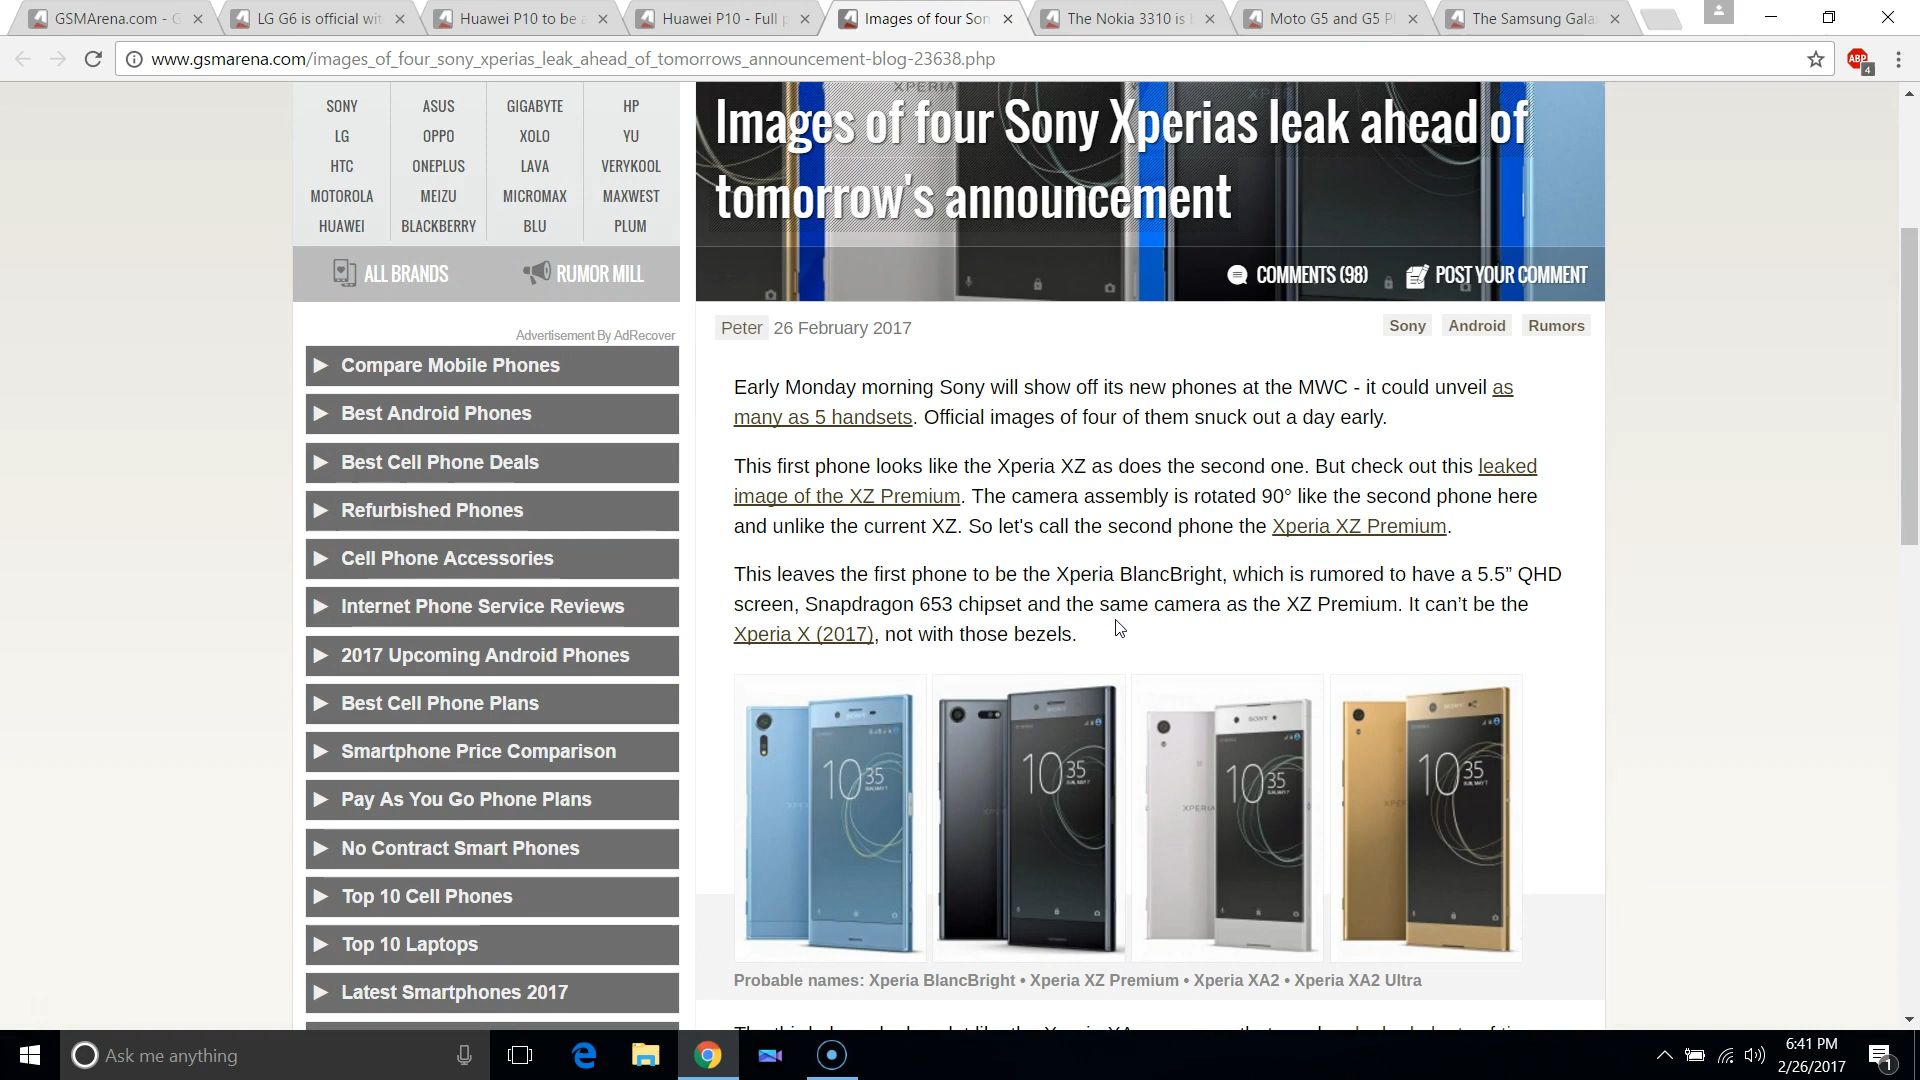 GSMArena.com - G
LG G6 is official wit
Huawei P10 to be a
Huawei P10 - Full p
Images of four Son
The Nokia 3310 is b
Moto G5 and G5 Pl
The Samsung Gala
www.gsmarena.com/images_of_four_sony_xperias_leak_ahead_of_tomorrows_announcement-blog-23638.php
ABP
4
SONY ASUS GIGABYTE HP
LG OPPO XOLO YU
HTC ONEPLUS LAVA VERYKOOL
MOTOROLA MEIZU MICROMAX MAXWEST
HUAWEI BLACKBERRY BLU PLUM
ALL BRANDS RUMOR MILL
XPERIA
Images of four Sony Xperias leak ahead of
tomorrow's announcement
COMMENTS (98) POST YOUR COMMENT
Peter 26 February 2017
Sony Android Rumors
Advertisement By AdRecover
Compare Mobile Phones
Best Android Phones
Best Cell Phone Deals
Refurbished Phones
Cell Phone Accessories
Internet Phone Service Reviews
2017 Upcoming Android Phones
Best Cell Phone Plans
Smartphone Price Comparison
Pay As You Go Phone Plans
No Contract Smart Phones
Top 10 Cell Phones
Top 10 Laptops
Latest Smartphones 2017
Early Monday morning Sony will show off its new phones at the MWC - it could unveil as
many as 5 handsets. Official images of four of them snuck out a day early.
This first phone looks like the Xperia XZ as does the second one. But check out this leaked
image of the XZ Premium. The camera assembly is rotated 90° like the second phone here
and unlike the current XZ. So let's call the second phone the Xperia XZ Premium.
This leaves the first phone to be the Xperia BlancBright, which is rumored to have a 5.5” QHD
screen, Snapdragon 653 chipset and the same camera as the XZ Premium. It can’t be the
Xperia X (2017), not with those bezels.
SONY SONY SONY SONY
10 35 10 35 10 35 10 35
XPERIA
Probable names: Xperia BlancBright • Xperia XZ Premium • Xperia XA2 • Xperia XA2 Ultra
Ask me anything
6:41 PM
2/26/2017
1